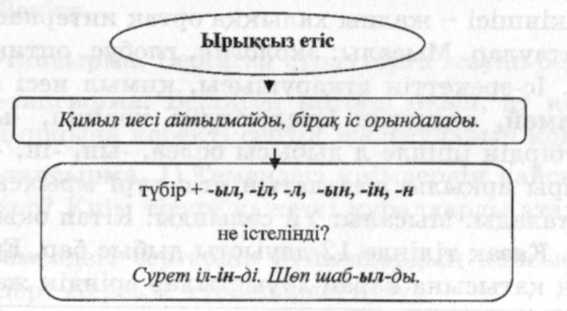 Ырықсыз етіс
Қимыл иесі айтылмайды, бірақ іс орындалады.
түбір + -ыл, -іл, -л, -ын, -ін, -н
не істелінді?
Сурет іл-ін-ді. Шөп шаб-ыл-ды.